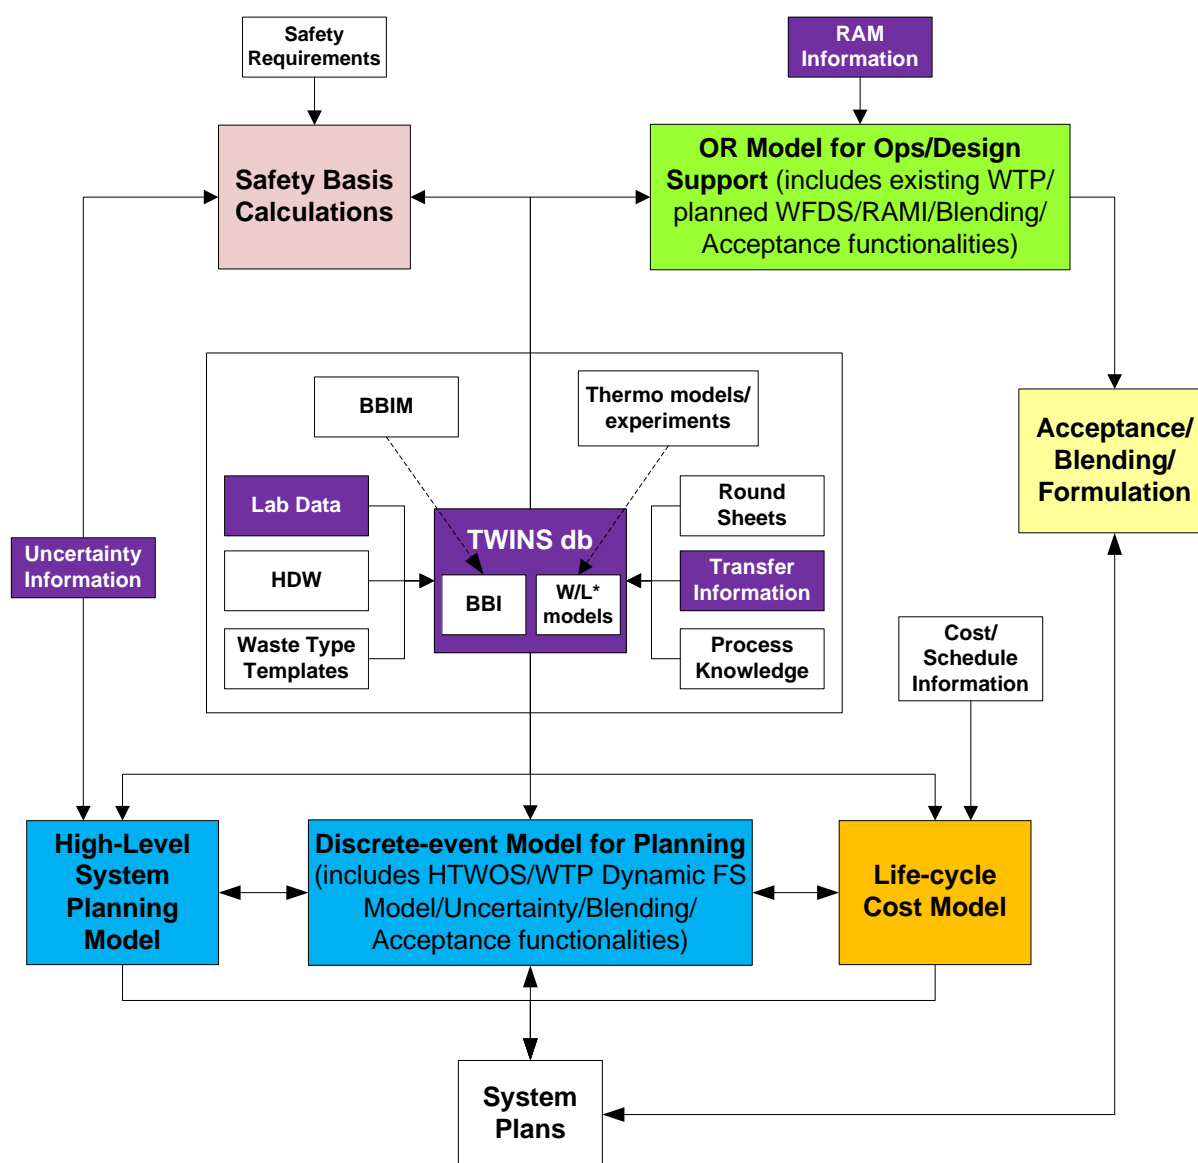 Safety
Requirements
RAM
Information
Safety Basis
Calculations
OR Model for Ops/Design
Support (includes existing WTP/
planned WFDS/RAMI/Blending/
Acceptance functionalities)
BBIM
Thermo models/
experiments
Acceptance/
Blending/
Formulation
Lab Data
Round
Sheets
TWINS db
Uncertainty
Information
HDW
BBI
W/L*
models
Transfer
Information
Waste Type
Templates
Process
Knowledge
Cost/
Schedule
Information
High-Level
System
Planning
Model
Discrete-event Model for Planning
(includes HTWOS/WTP Dynamic FS
Model/Uncertainty/Blending/
Acceptance functionalities)
Life-cycle
Cost Model
System
Plans